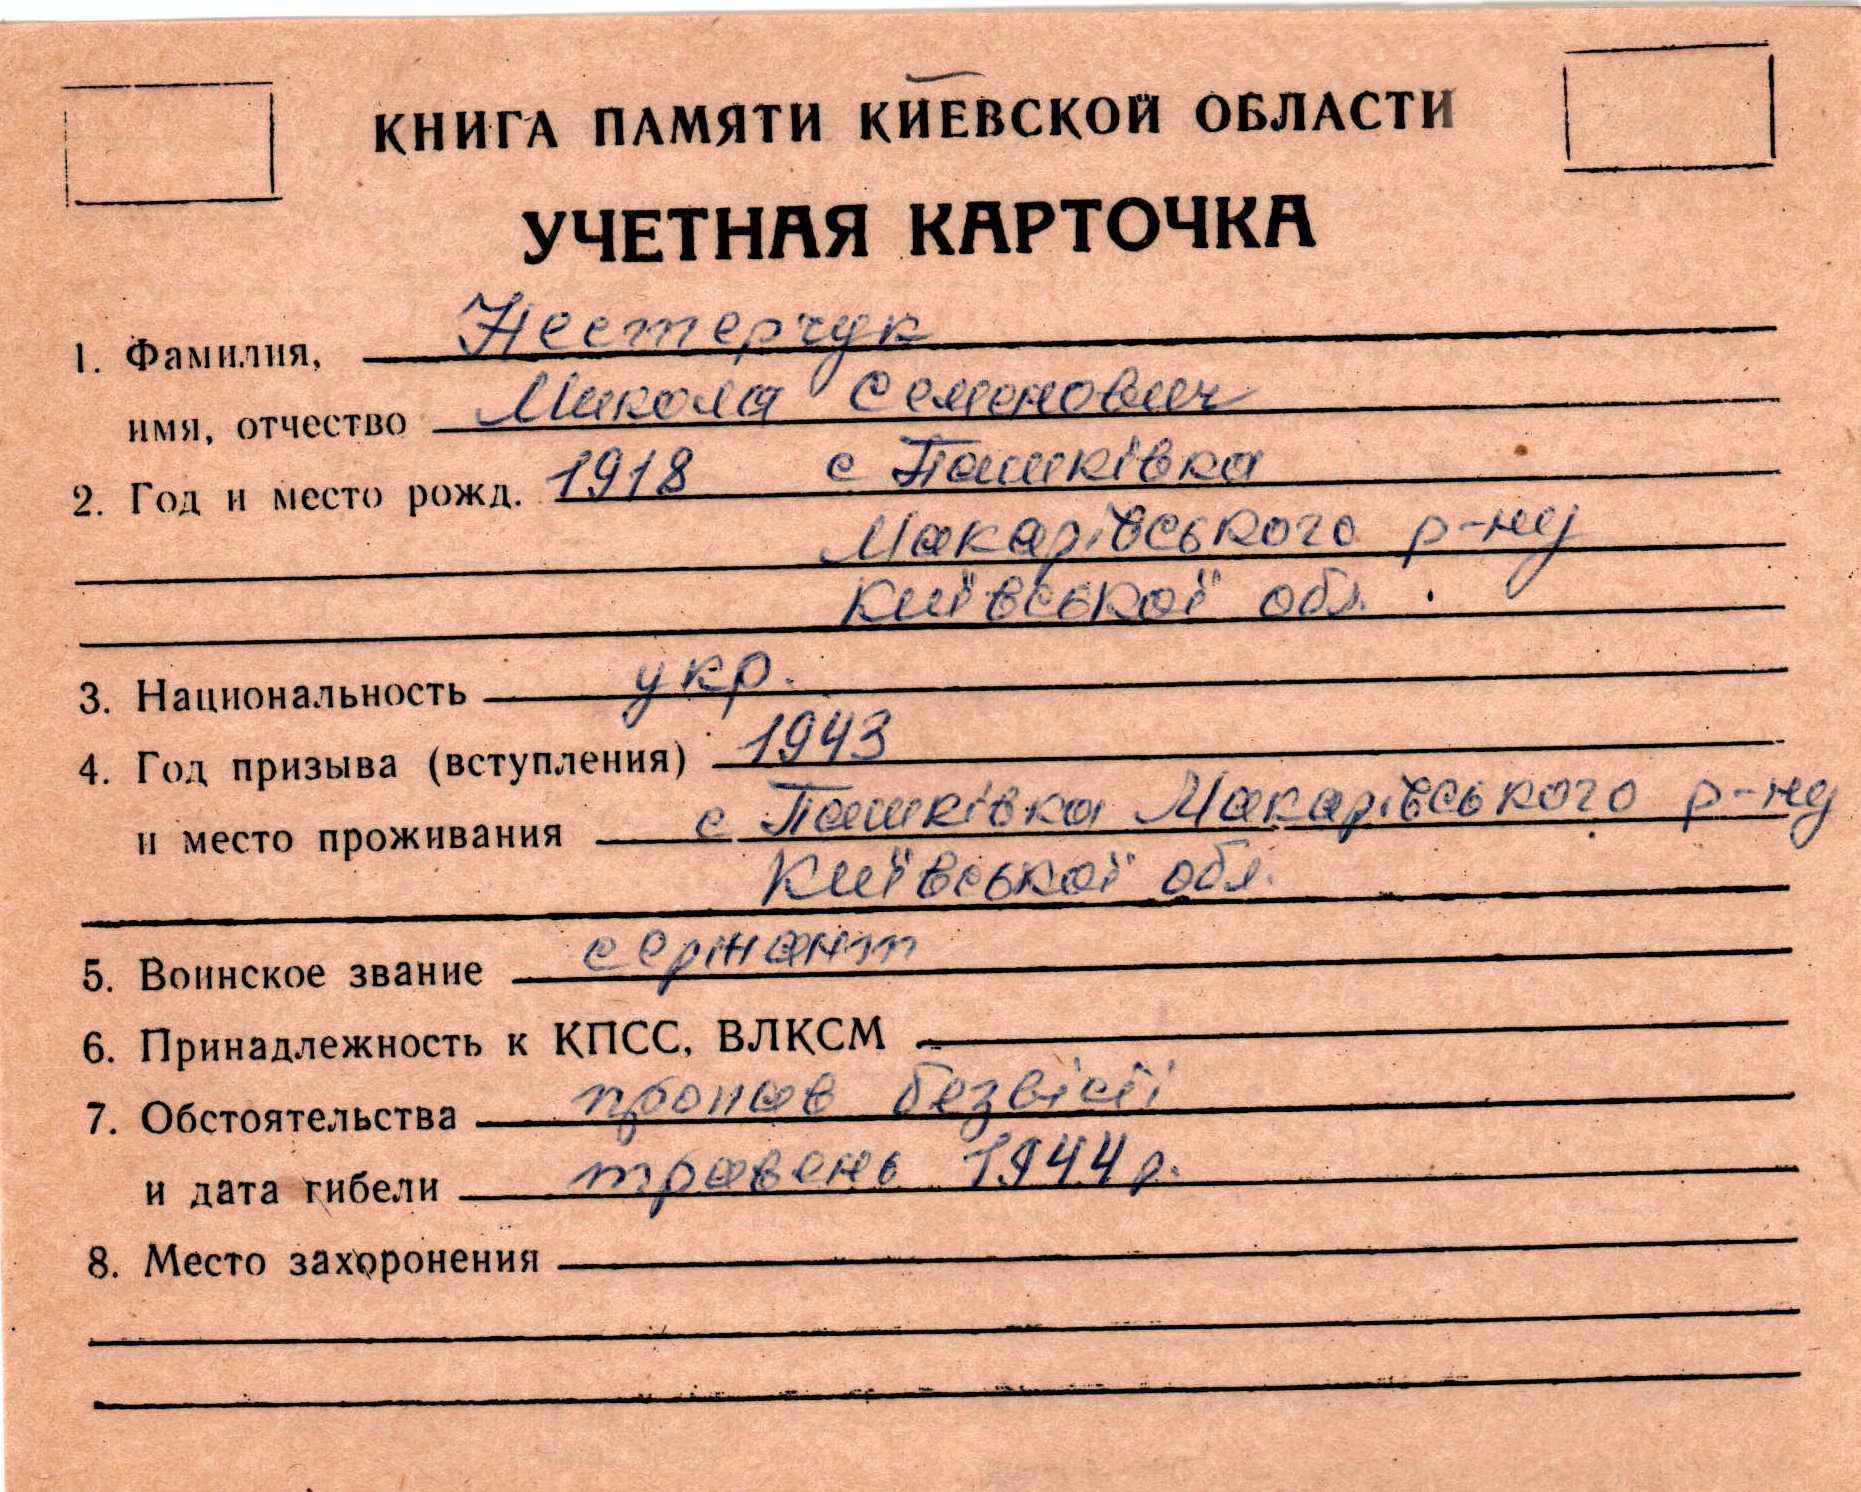 КНИГА ПАМЯТИ КИЕВСКОЙ ОБЛАСТИ
УЧЕТНАЯ КАРТОЧКА
1. Фамилия, Нестерчук
имя, отчество Микола Семенович
2. Год и место рожд. 1918 с Пашківка
Макарівського р-ну
Київської обл.
3. Национальность укр.
4. Год призыва (вступления) 1943
и место проживания с Пашківка Макарівського р-ну
Київської обл.
5. Воинское звание сержант
6. Принадлежность к КПСС, ВЛКСМ
7. Обстоятельства пропав безвісті
и дата гибели травень 1944 р.
8. Место захоронения